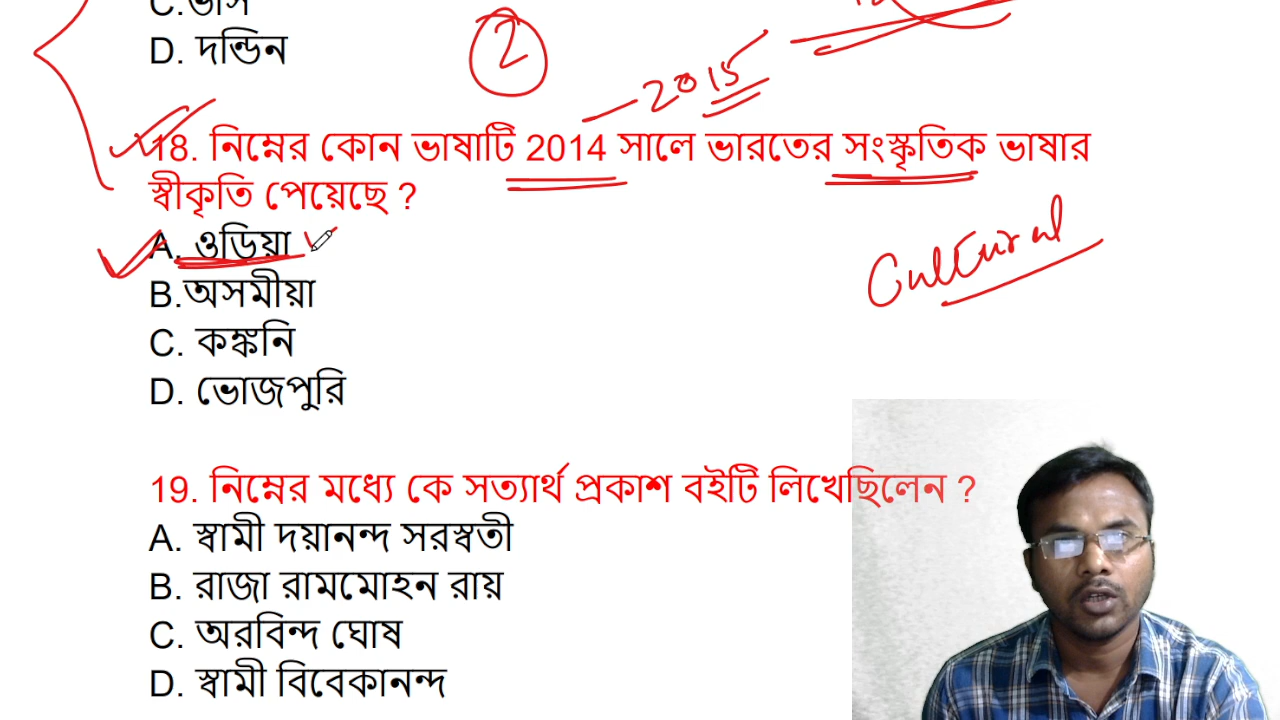 C.ভাস
D. দন্ডিন
2
2015
18. নিম্নের কোন ভাষাটি 2014 সালে ভারতের সংস্কৃতিক ভাষার
স্বীকৃতি পেয়েছে ?
A. ওডিয়া
Cultural
B.অসমীয়া
C. কঙ্কনি
D. ভোজপুরি
19. নিম্নের মধ্যে কে সত্যার্থ প্রকাশ বইটি লিখেছিলেন ?
A. স্বামী দয়ানন্দ সরস্বতী
B. রাজা রামমোহন রায়
C. অরবিন্দ ঘোষ
D. স্বামী বিবেকানন্দ